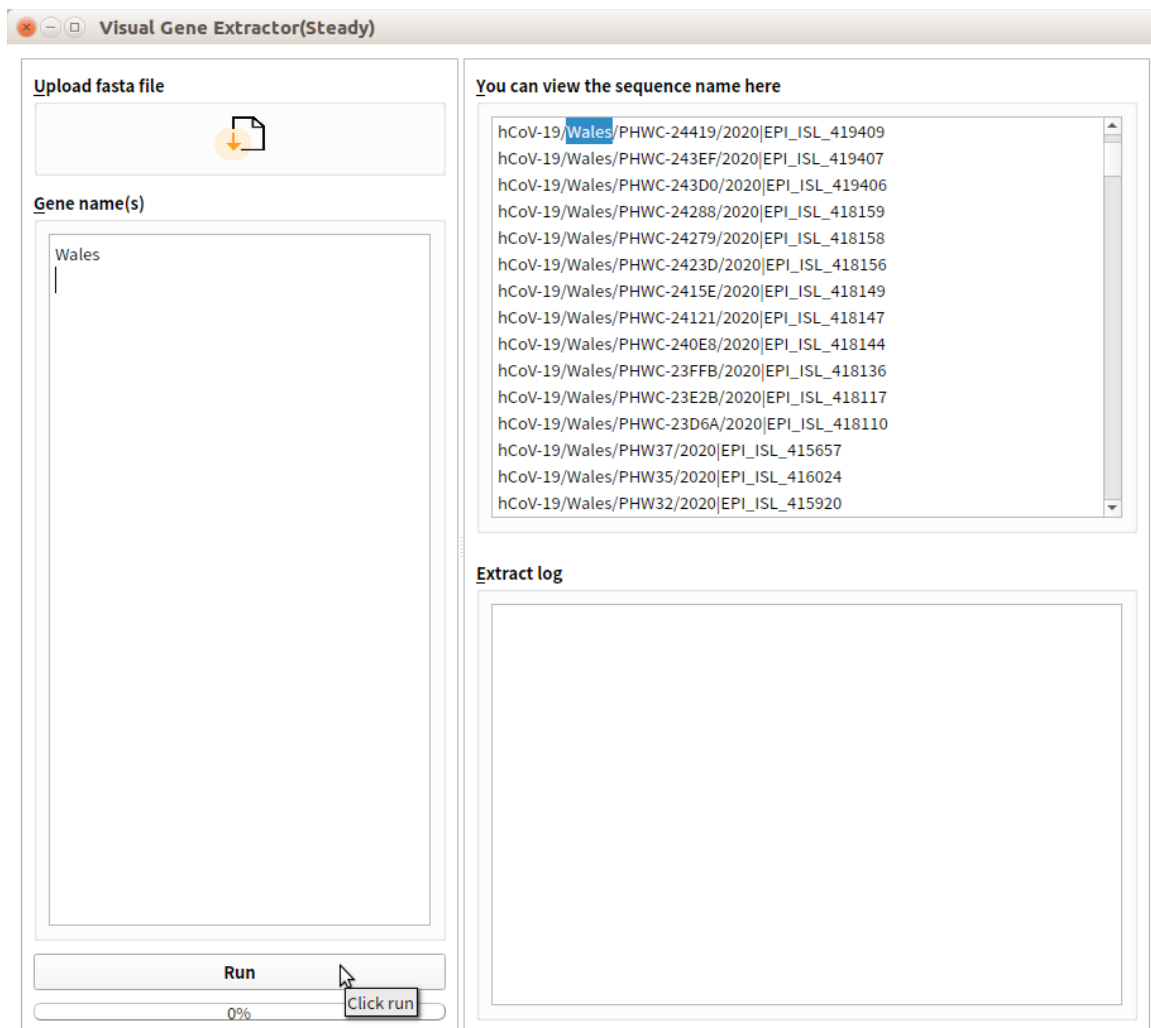 Visual Gene Extractor(Steady)
Upload fasta file
Gene name(s)
Wales
Run
Click run
0%
You can view the sequence name here
hCoV-19/Wales/PHWC-24419/2020|EPI_ISL_419409
hCoV-19/Wales/PHWC-243EF/2020|EPI_ISL_419407
hCoV-19/Wales/PHWC-243D0/2020|EPI_ISL_419406
hCoV-19/Wales/PHWC-24288/2020|EPI_ISL_418159
hCoV-19/Wales/PHWC-24279/2020|EPI_ISL_418158
hCoV-19/Wales/PHWC-2423D/2020|EPI_ISL_418156
hCoV-19/Wales/PHWC-2415E/2020|EPI_ISL_418149
hCoV-19/Wales/PHWC-24121/2020|EPI_ISL_418147
hCoV-19/Wales/PHWC-240E8/2020|EPI_ISL_418144
hCoV-19/Wales/PHWC-23FFB/2020|EPI_ISL_418136
hCoV-19/Wales/PHWC-23E2B/2020|EPI_ISL_418117
hCoV-19/Wales/PHWC-23D6A/2020|EPI_ISL_418110
hCoV-19/Wales/PHW37/2020|EPI_ISL_415657
hCoV-19/Wales/PHW35/2020|EPI_ISL_416024
hCoV-19/Wales/PHW32/2020|EPI_ISL_415920
Extract log